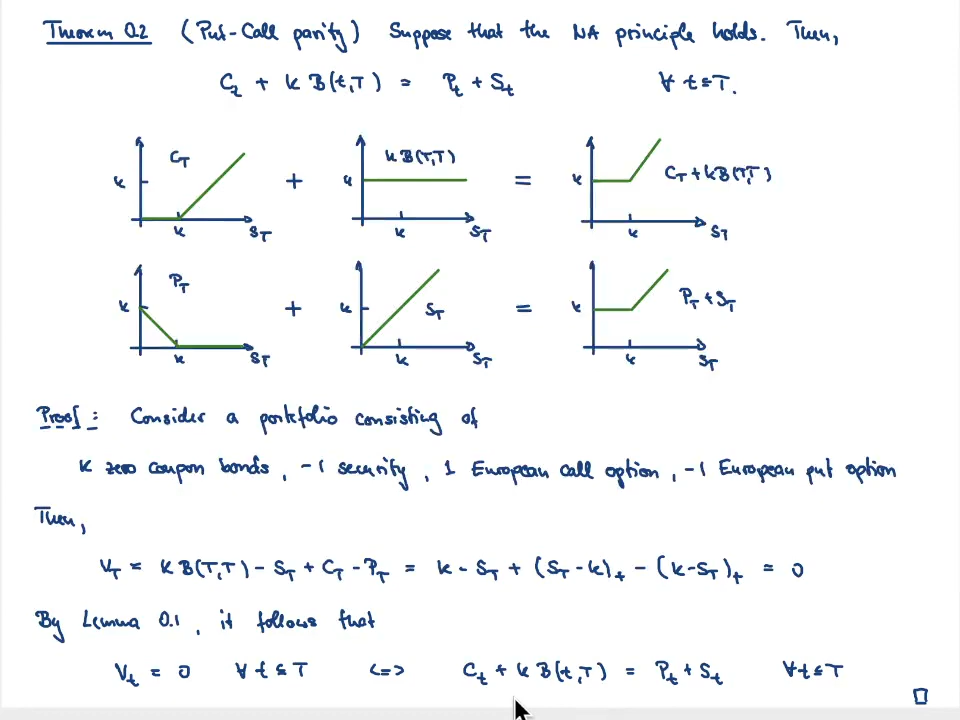 Theorem 0.2 (Put-Call parity) Suppose that the NA principle holds. Then,
C_t + K B(t,T) = P_t + S_t ∀ t ≤ T.
C_T
K
K
S_T
+
K B(T,T)
K
K
S_T
=
C_T + K B(T,T)
K
K
S_T
P_T
K
K
S_T
+
S_T
K
K
S_T
=
P_T + S_T
K
K
S_T
Proof: Consider a portfolio consisting of
K zero coupon bonds, -1 security, 1 European call option, -1 European put option
Then,
V_T = K B(T,T) - S_T + C_T - P_T = K - S_T + (S_T - K)_+ - (K - S_T)_+ = 0
By Lemma 0.1, it follows that
V_t = 0 ∀ t ≤ T <=> C_t + K B(t,T) = P_t + S_t ∀ t ≤ T
□